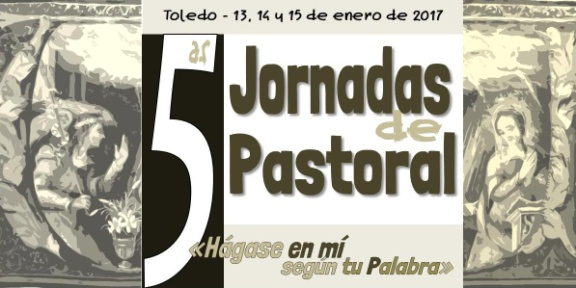 Toledo - 13, 14 y 15 de enero de 2017
5as Jornadas
de
Pastoral
«Hágase en mí
según tu Palabra»